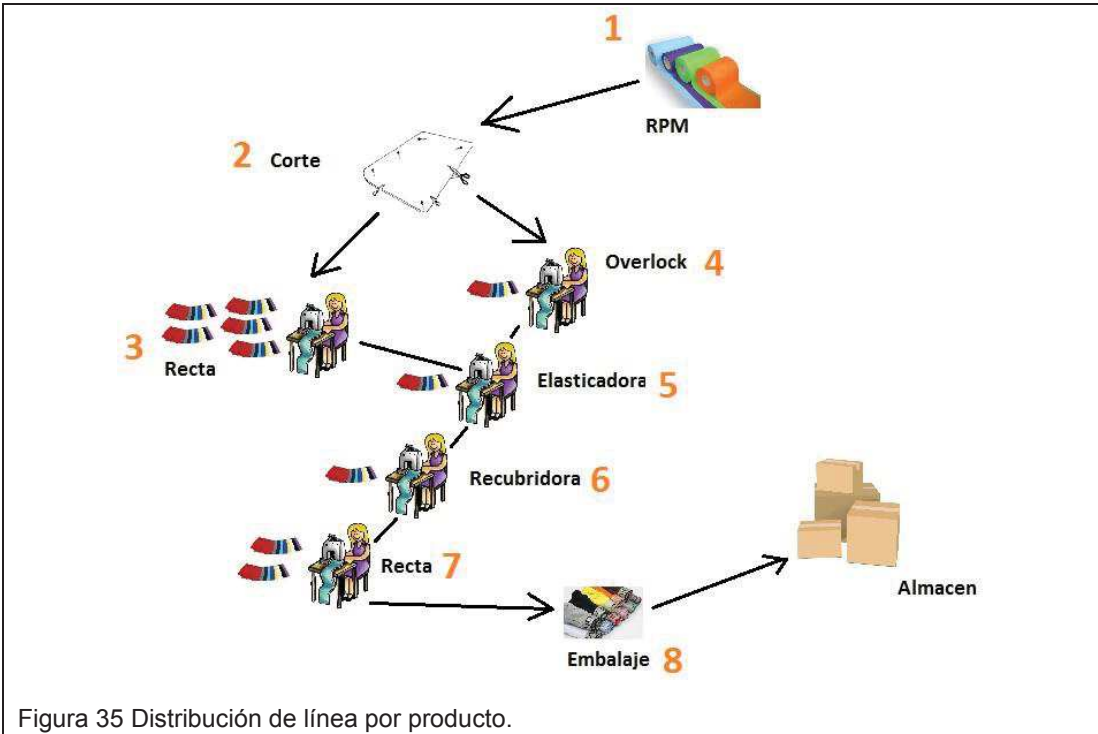 1
RPM
2 Corte
Overlock 4
3
Recta
Elasticadora 5
Recubridora 6
Recta 7
Almacen
Embalaje 8
Figura 35 Distribución de línea por producto.